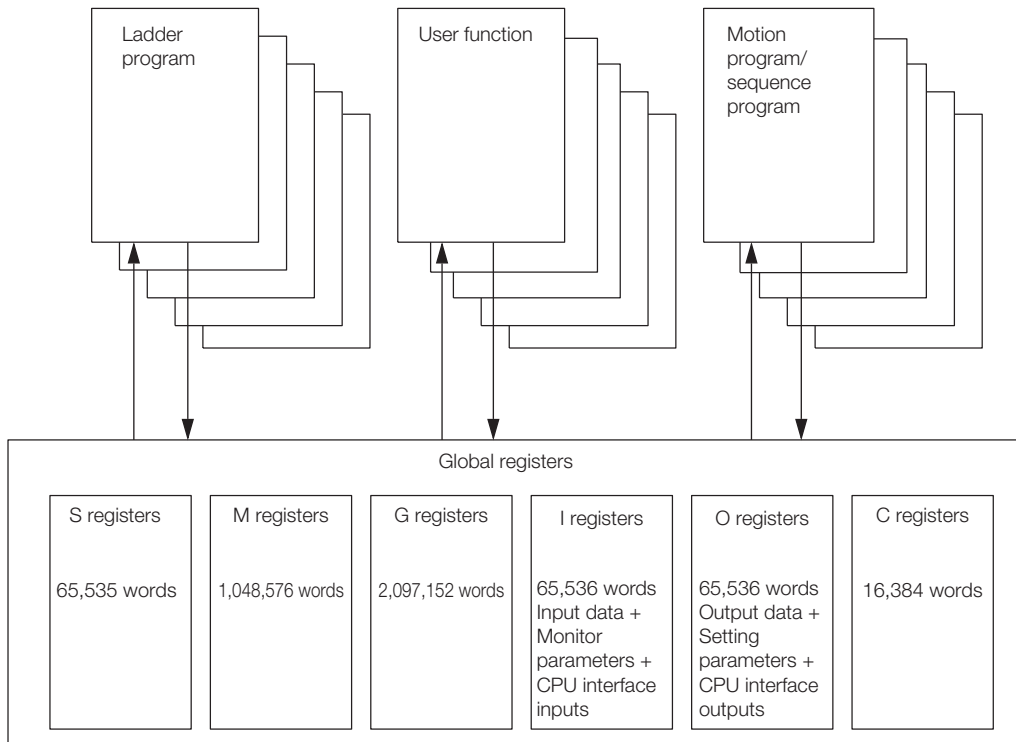 Ladder
program
User function
Motion
program/
sequence
program
Global registers
S registers
65,535 words
M registers
1,048,576 words
G registers
2,097,152 words
I registers
65,536 words
Input data +
Monitor
parameters +
CPU interface
inputs
O registers
65,536 words
Output data +
Setting
parameters +
CPU interface
outputs
C registers
16,384 words